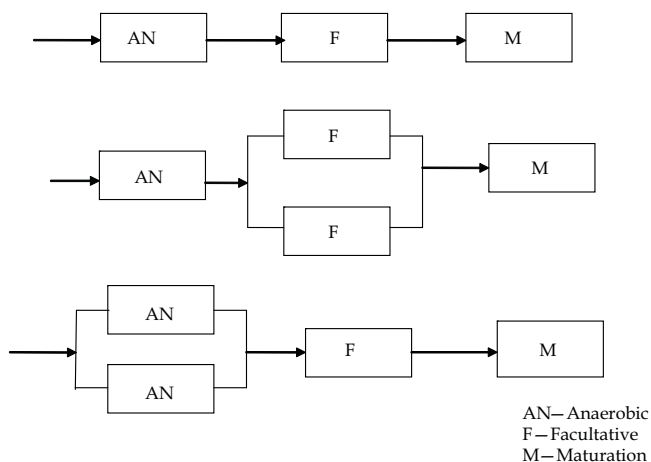 AN F M
F
AN M
F
AN
F M
AN
AN—Anaerobic
F—Facultative
M—Maturation